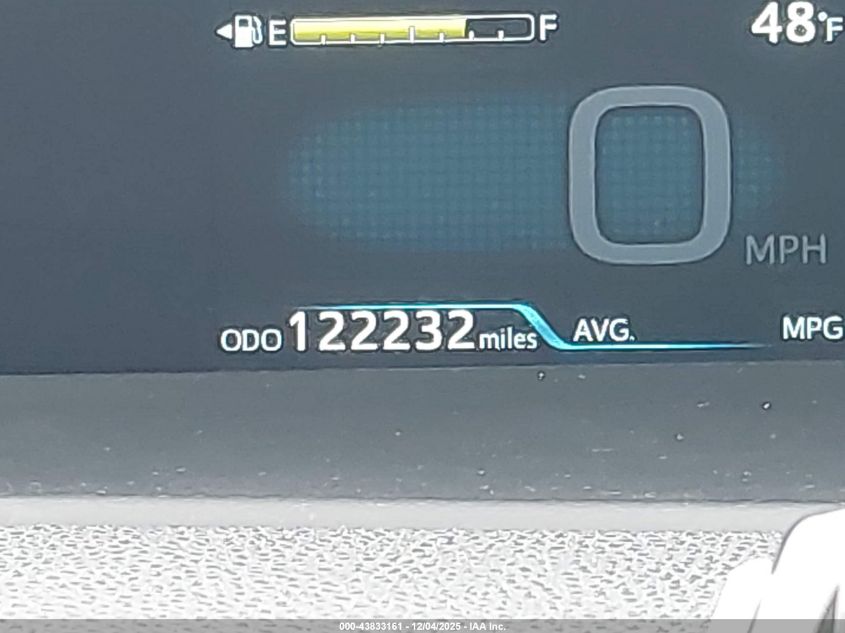 E F 48°F
0 MPH
ODO 122232 miles AVG. MPG
000-43833161 - 12/04/2025 - IAA Inc.